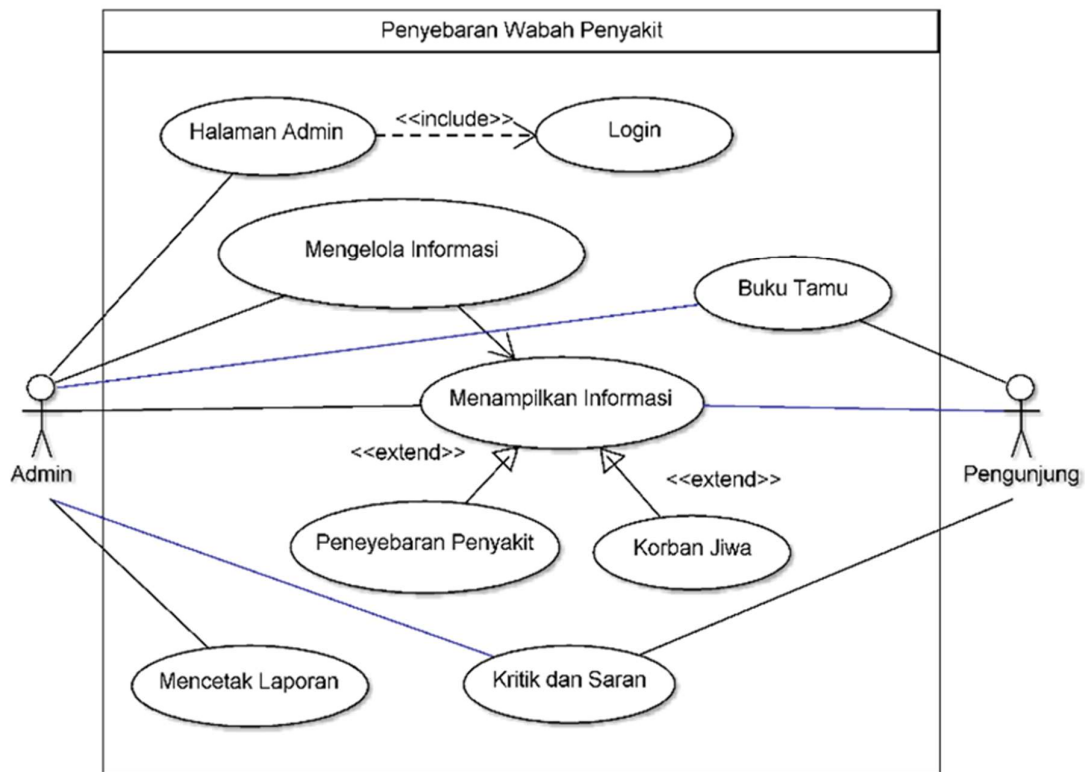 Penyebaran Wabah Penyakit
Halaman Admin
<<include>>
Login
Mengelola Informasi
Buku Tamu
Menampilkan Informasi
Admin
Pengunjung
<<extend>>
<<extend>>
Peneyebaran Penyakit
Korban Jiwa
Mencetak Laporan
Kritik dan Saran